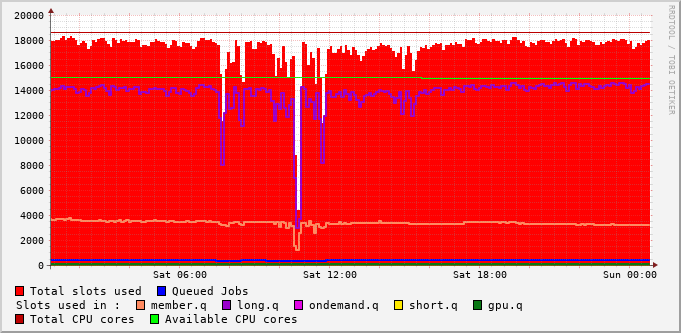 20000
18000
16000
14000
12000
10000
8000
6000
4000
2000
0
Sat 06:00 Sat 12:00 Sat 18:00 Sun 00:00
RRDTOOL / TOBI OETIKER
Total slots used Queued Jobs
Slots used in : member.q long.q ondemand.q short.q gpu.q
Total CPU cores Available CPU cores